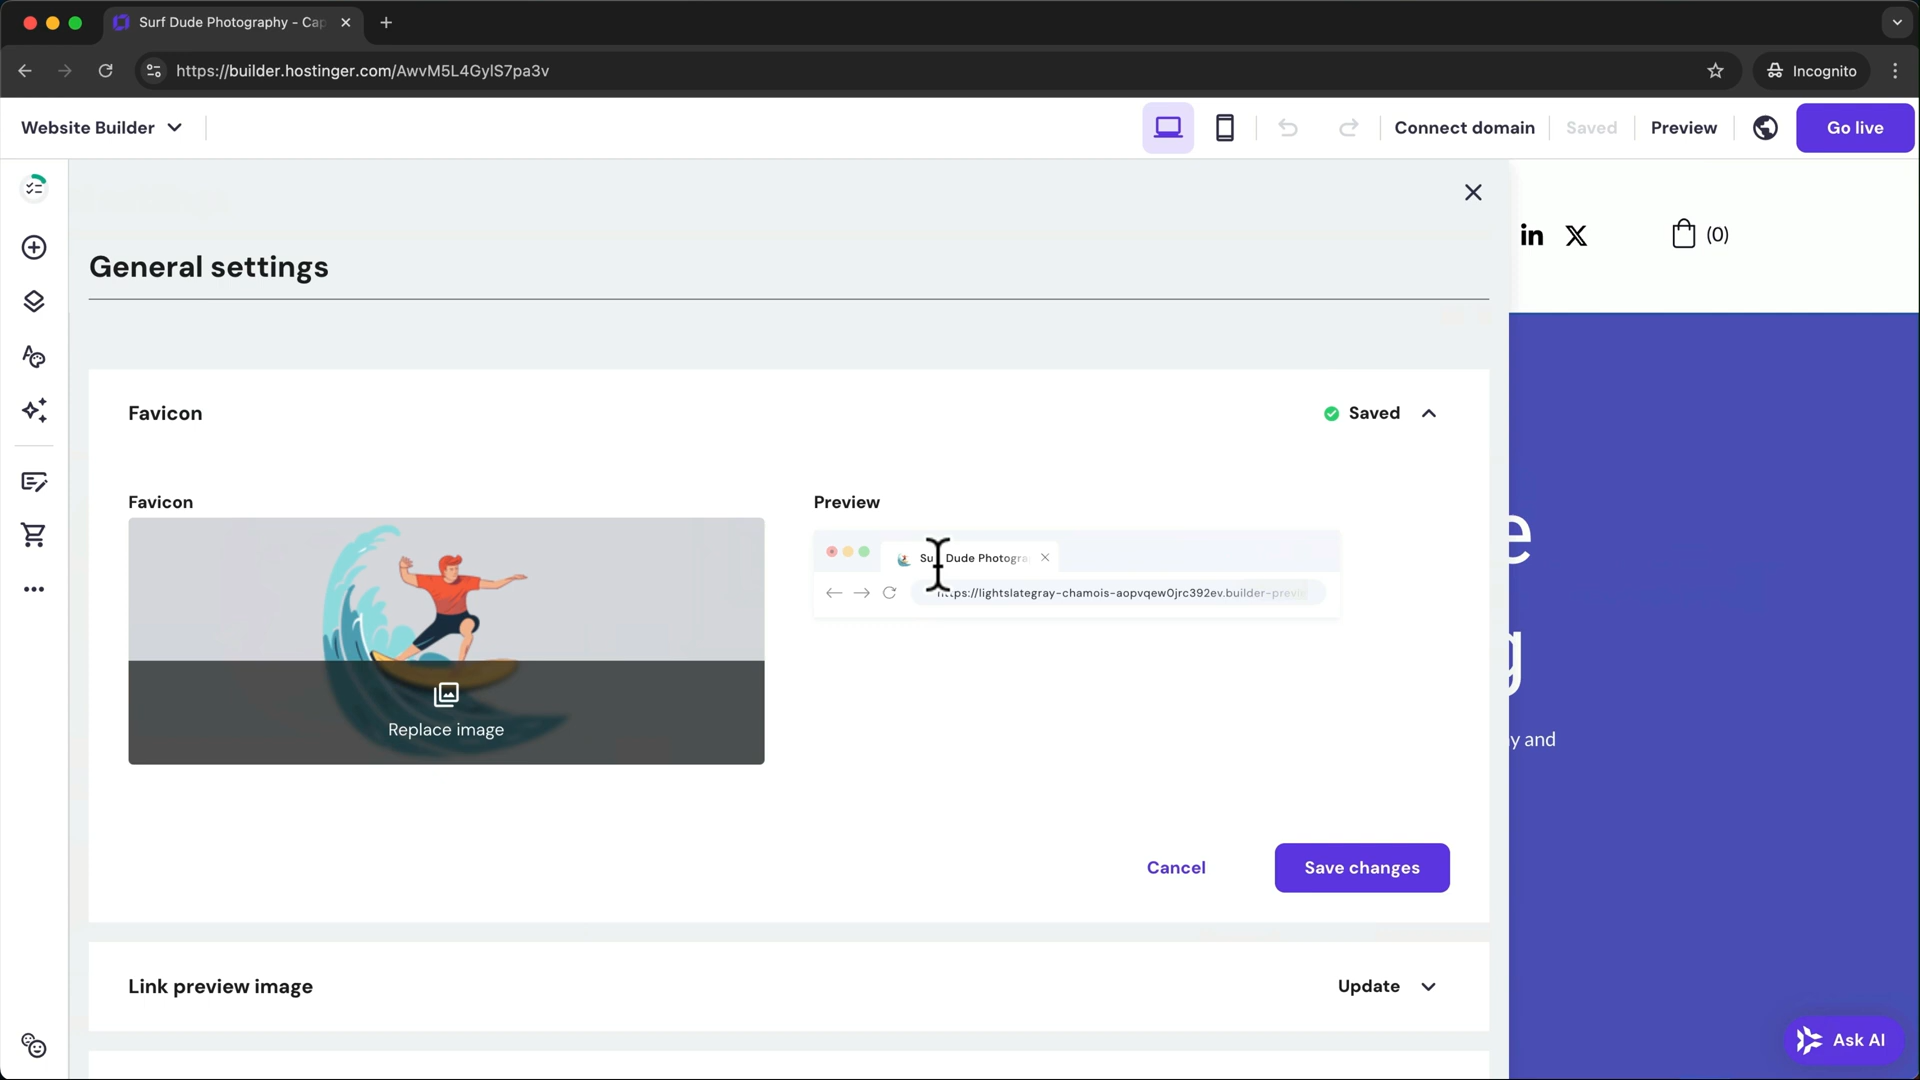 Surf Dude Photography - Cap
https://builder.hostinger.com/AwvM5L4GylS7pa3v
Incognito
Website Builder
Connect domain
Saved
Preview
Go live
in X
(0)
General settings
Favicon
Saved
Favicon
Preview
Dude Photogra
https://lightslategray-chamois-aopvqew0jrc392ev.builder-previ
Replace image
e
g
y and
Cancel
Save changes
Link preview image
Update
Ask AI